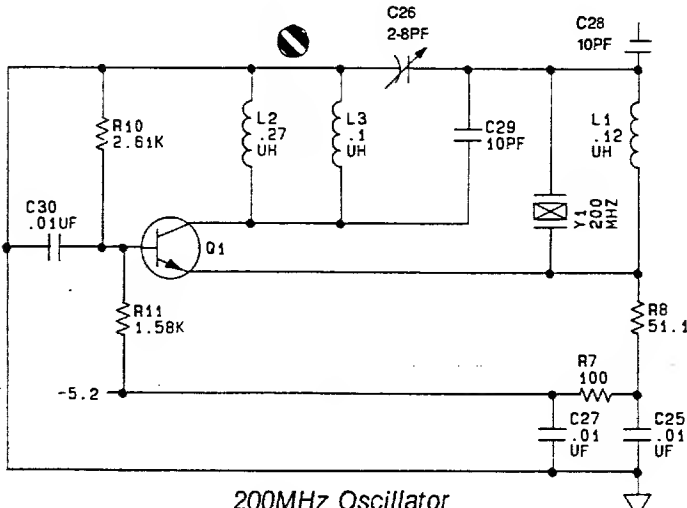 C26
2-8PF
C28
10PF
R10
2.61K
L2
.27
UH
L3
.1
UH
C29
10PF
L1
.12
UH
C30
.01UF
Q1
Y1
200
MHZ
R11
1.58K
R8
51.1
R7
100
-5.2
C27
.01
UF
C25
.01
UF
200MHz Oscillator